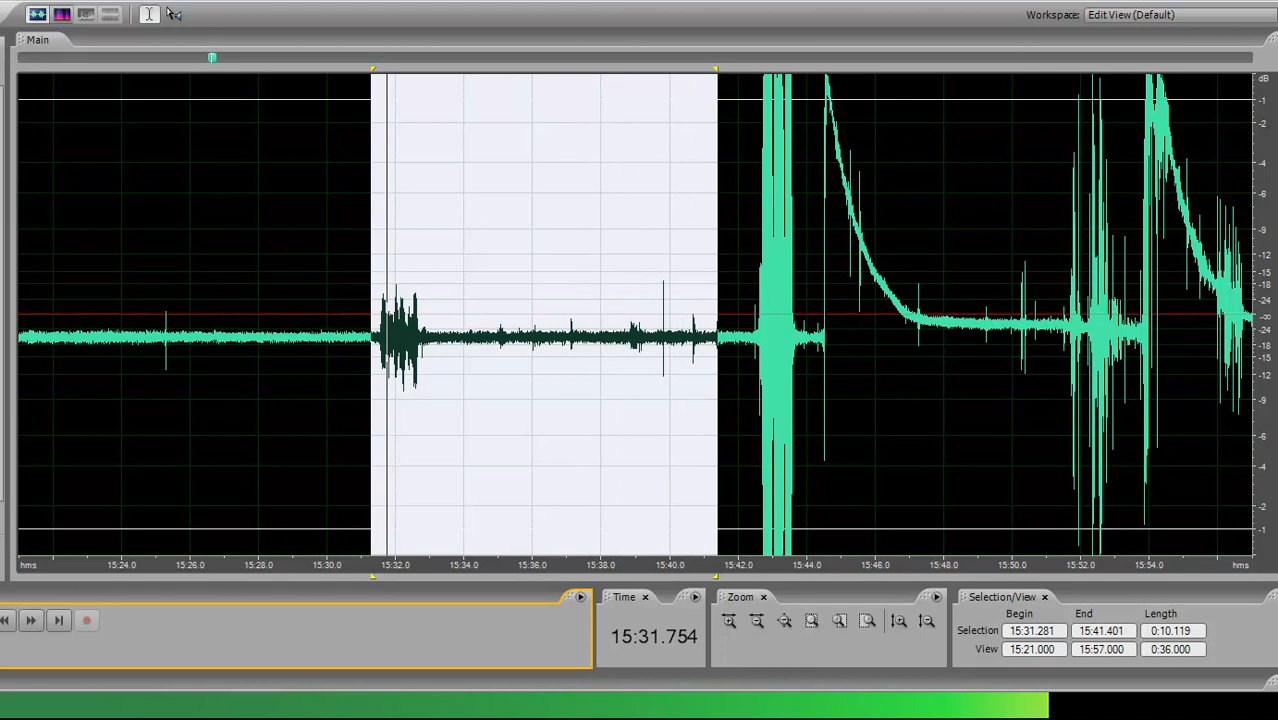 Workspace: Edit View (Default)
Main
dB
-1
-2
-4
-6
-9
-12
-15
-18
-24
-∞
-24
-18
-15
-12
-9
-6
-4
-2
-1
hms 15:24.0 15:26.0 15:28.0 15:30.0 15:32.0 15:34.0 15:36.0 15:38.0 15:40.0 15:42.0 15:44.0 15:46.0 15:48.0 15:50.0 15:52.0 15:54.0 hms
Time
15:31.754
Zoom
Selection/View
Begin End Length
Selection 15:31.281 15:41.401 0:10.119
View 15:21.000 15:57.000 0:36.000